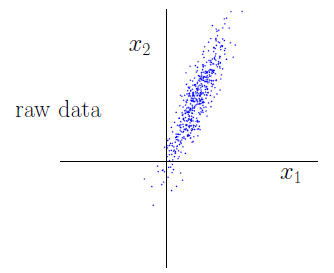 x₂
raw data
x₁